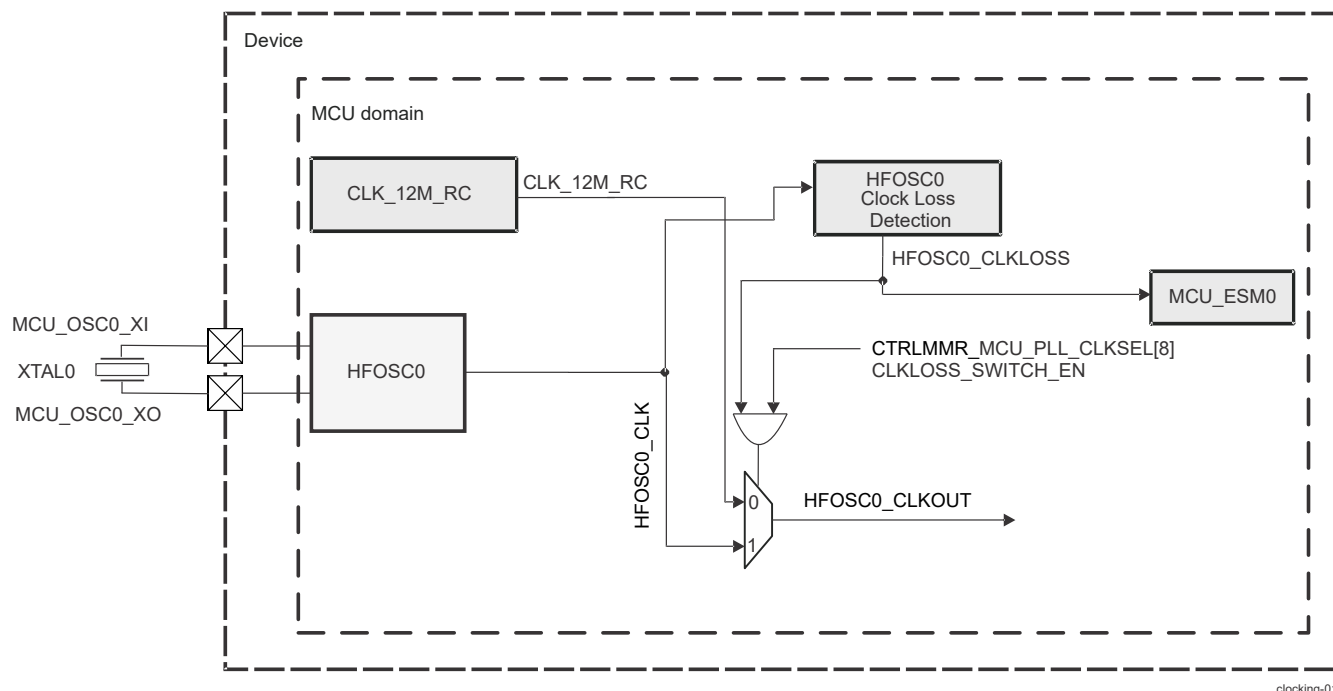 Device
MCU domain
CLK_12M_RC
CLK_12M_RC
HFOSC0
Clock Loss
Detection
HFOSC0_CLKLOSS
MCU_ESM0
MCU_OSC0_XI
XTAL0
MCU_OSC0_XO
HFOSC0
CTRLMMR_MCU_PLL_CLKSEL[8]
CLKLOSS_SWITCH_EN
HFOSC0_CLK
0
HFOSC0_CLKOUT
1